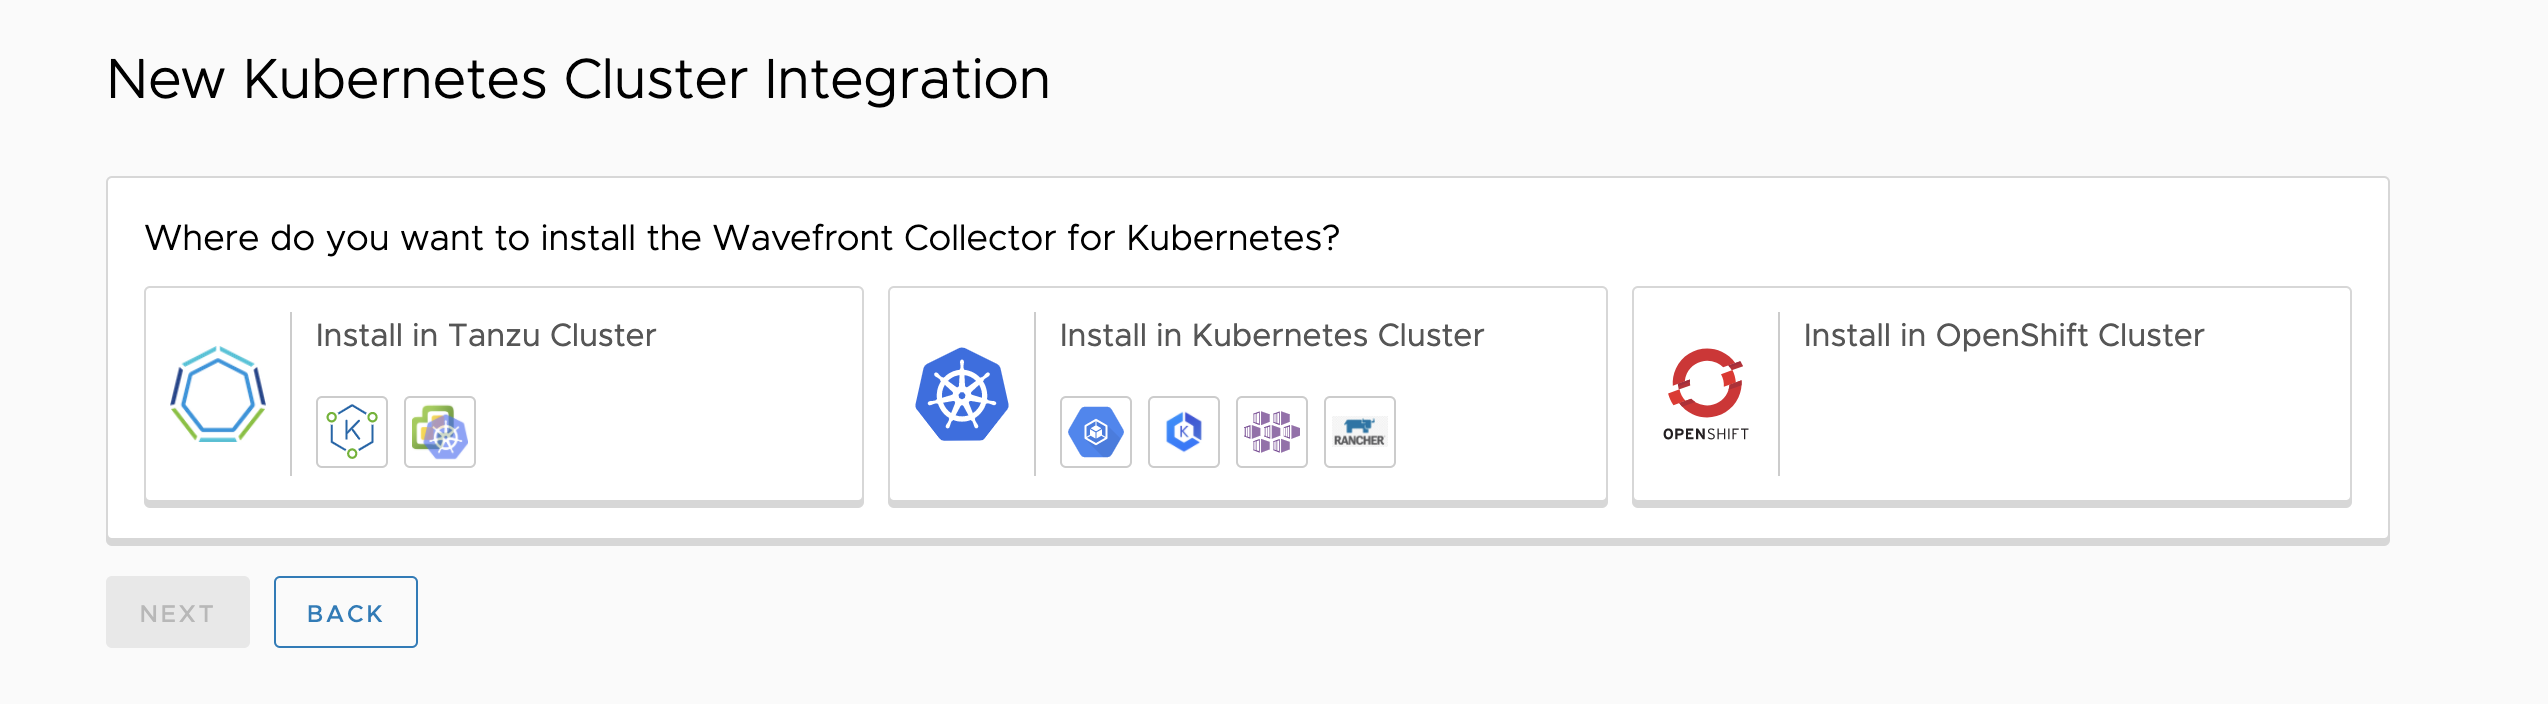 New Kubernetes Cluster Integration
Where do you want to install the Wavefront Collector for Kubernetes?
Install in Tanzu Cluster
K
Install in Kubernetes Cluster
K
RANCHER
Install in OpenShift Cluster
OPENSHIFT
NEXT
BACK